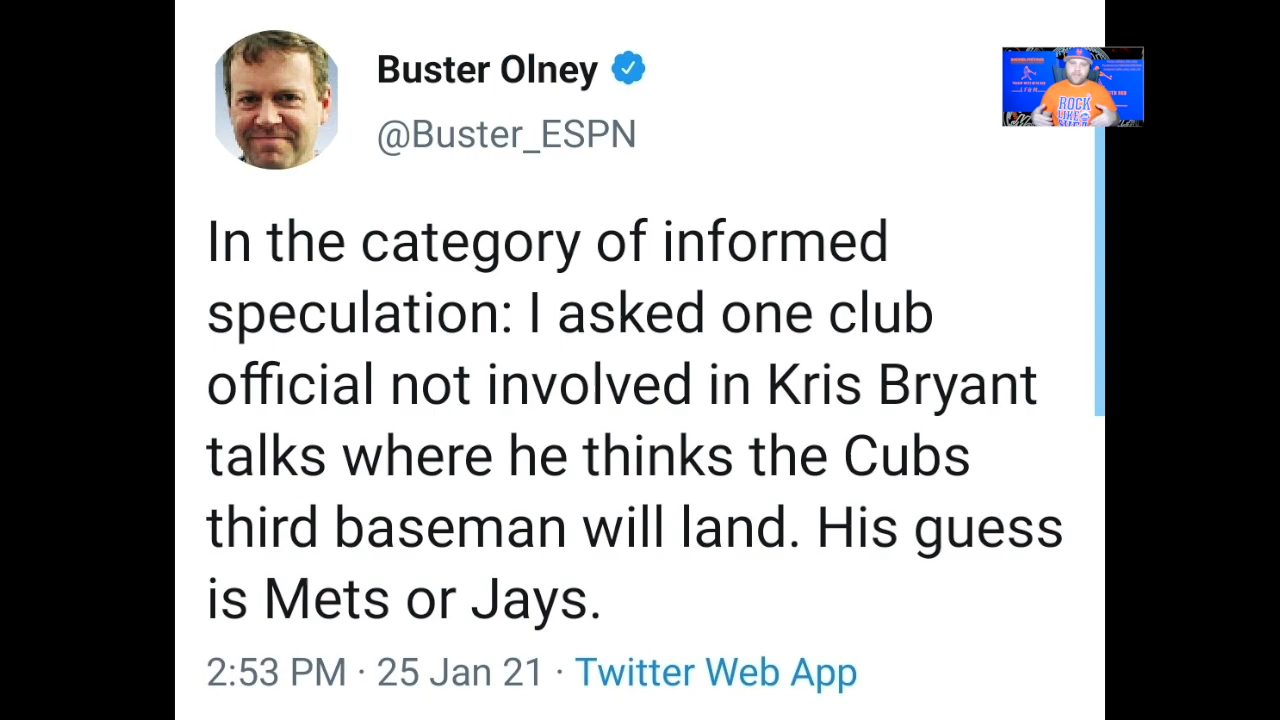 Buster Olney
@Buster_ESPN
In the category of informed
speculation: I asked one club
official not involved in Kris Bryant
talks where he thinks the Cubs
third baseman will land. His guess
is Mets or Jays.
2:53 PM · 25 Jan 21 · Twitter Web App
ROCK
LIKE